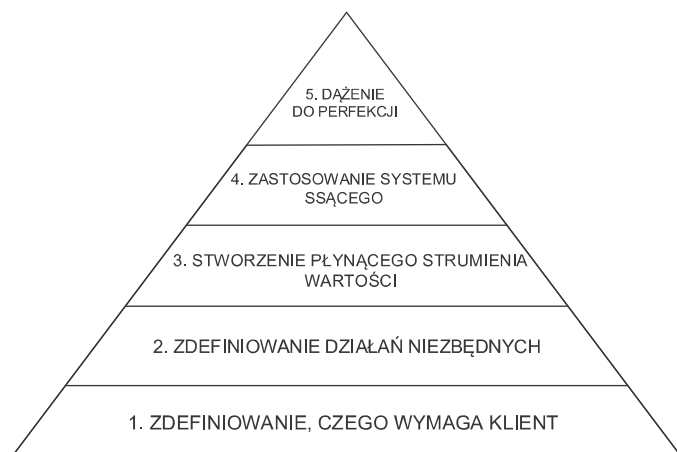 5. DĄŻENIE
DO PERFEKCJI
4. ZASTOSOWANIE SYSTEMU
SSĄCEGO
3. STWORZENIE PŁYNĄCEGO STRUMIENIA
WARTOŚCI
2. ZDEFINIOWANIE DZIAŁAŃ NIEZBĘDNYCH
1. ZDEFINIOWANIE, CZEGO WYMAGA KLIENT